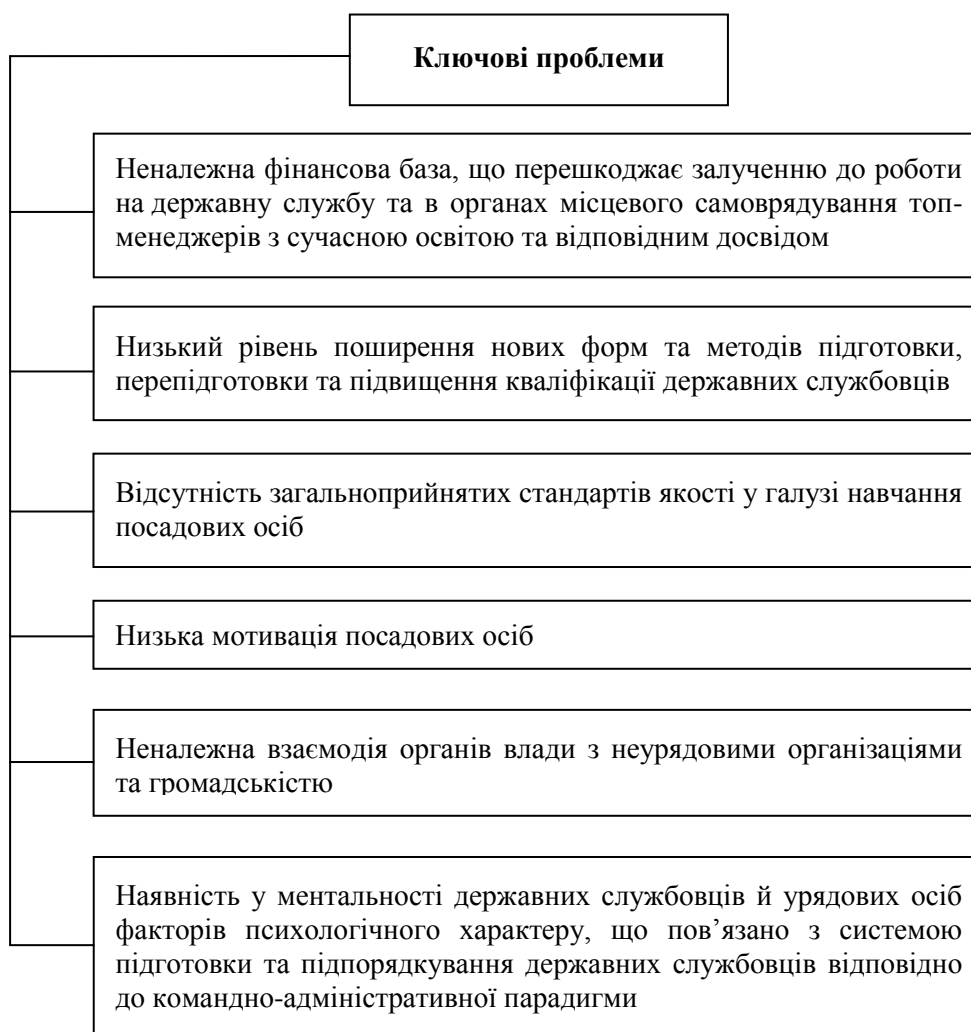 Ключові проблеми
Неналежна фінансова база, що перешкоджає залученню до роботи
на державну службу та в органах місцевого самоврядування топ-
менеджерів з сучасною освітою та відповідним досвідом
Низький рівень поширення нових форм та методів підготовки,
перепідготовки та підвищення кваліфікації державних службовців
Відсутність загальноприйнятих стандартів якості у галузі навчання
посадових осіб
Низька мотивація посадових осіб
Неналежна взаємодія органів влади з неурядовими організаціями
та громадськістю
Наявність у ментальності державних службовців й урядових осіб
факторів психологічного характеру, що пов’язано з системою
підготовки та підпорядкування державних службовців відповідно
до командно-адміністративної парадигми